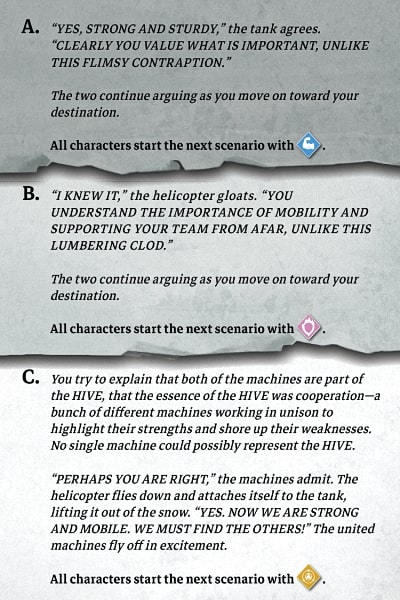 A. “YES, STRONG AND STURDY,” the tank agrees.
“CLEARLY YOU VALUE WHAT IS IMPORTANT, UNLIKE
THIS FLIMSY CONTRAPTION.”
The two continue arguing as you move on toward your
destination.
All characters start the next scenario with .
B. “I KNEW IT,” the helicopter gloats. “YOU
UNDERSTAND THE IMPORTANCE OF MOBILITY AND
SUPPORTING YOUR TEAM FROM AFAR, UNLIKE THIS
LUMBERING CLOD.”
The two continue arguing as you move on toward your
destination.
All characters start the next scenario with .
C. You try to explain that both of the machines are part of
the HIVE, that the essence of the HIVE was cooperation—a
bunch of different machines working in unison to
highlight their strengths and shore up their weaknesses.
No single machine could possibly represent the HIVE.
“PERHAPS YOU ARE RIGHT,” the machines admit. The
helicopter flies down and attaches itself to the tank,
lifting it out of the snow. “YES. NOW WE ARE STRONG
AND MOBILE. WE MUST FIND THE OTHERS!” The united
machines fly off in excitement.
All characters start the next scenario with .